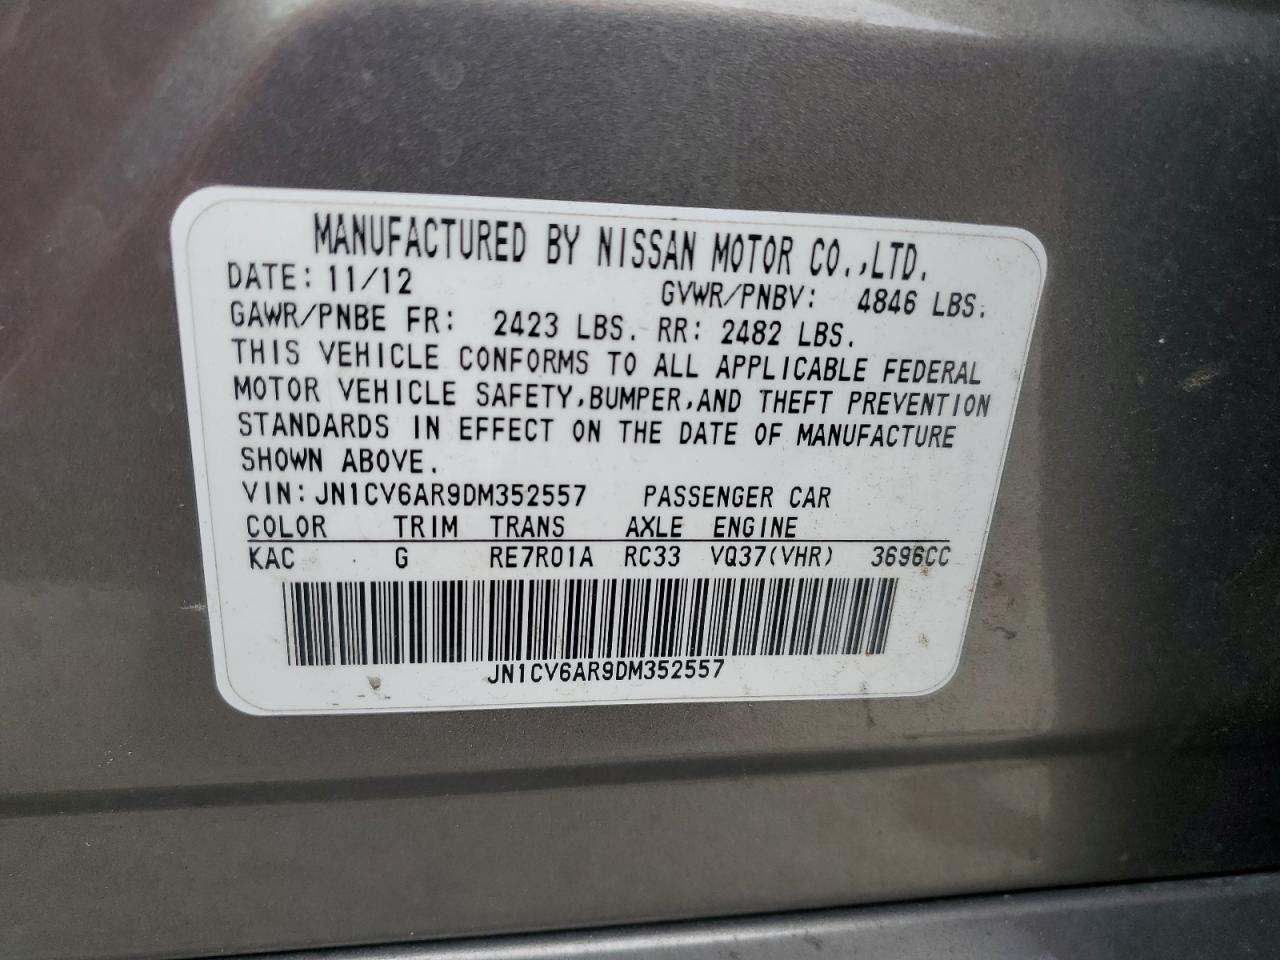 MANUFACTURED BY NISSAN MOTOR CO.,LTD.
DATE: 11/12 GVWR/PNBV: 4846 LBS.
GAWR/PNBE FR: 2423 LBS. RR: 2482 LBS.
THIS VEHICLE CONFORMS TO ALL APPLICABLE FEDERAL
MOTOR VEHICLE SAFETY,BUMPER,AND THEFT PREVENTION
STANDARDS IN EFFECT ON THE DATE OF MANUFACTURE
SHOWN ABOVE.
VIN: JN1CV6AR9DM352557 PASSENGER CAR
COLOR TRIM TRANS AXLE ENGINE
KAC G RE7R01A RC33 VQ37(VHR) 3696CC
JN1CV6AR9DM352557